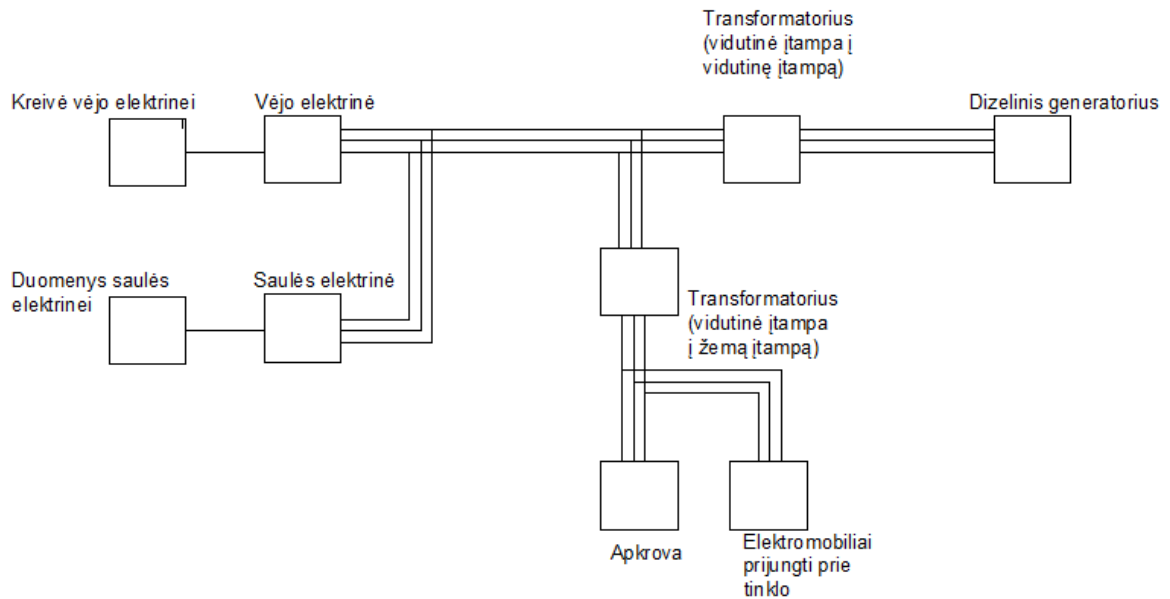 Transformatorius
(vidutinė įtampa į
vidutinę įtampą)
Kreivė vėjo elektrinei
Vėjo elektrinė
Dizelinis generatorius
Duomenys saulės
elektrinei
Saulės elektrinė
Transformatorius
(vidutinė įtampa
į žemą įtampą)
Apkrova
Elektromobiliai
prijungti prie
tinklo